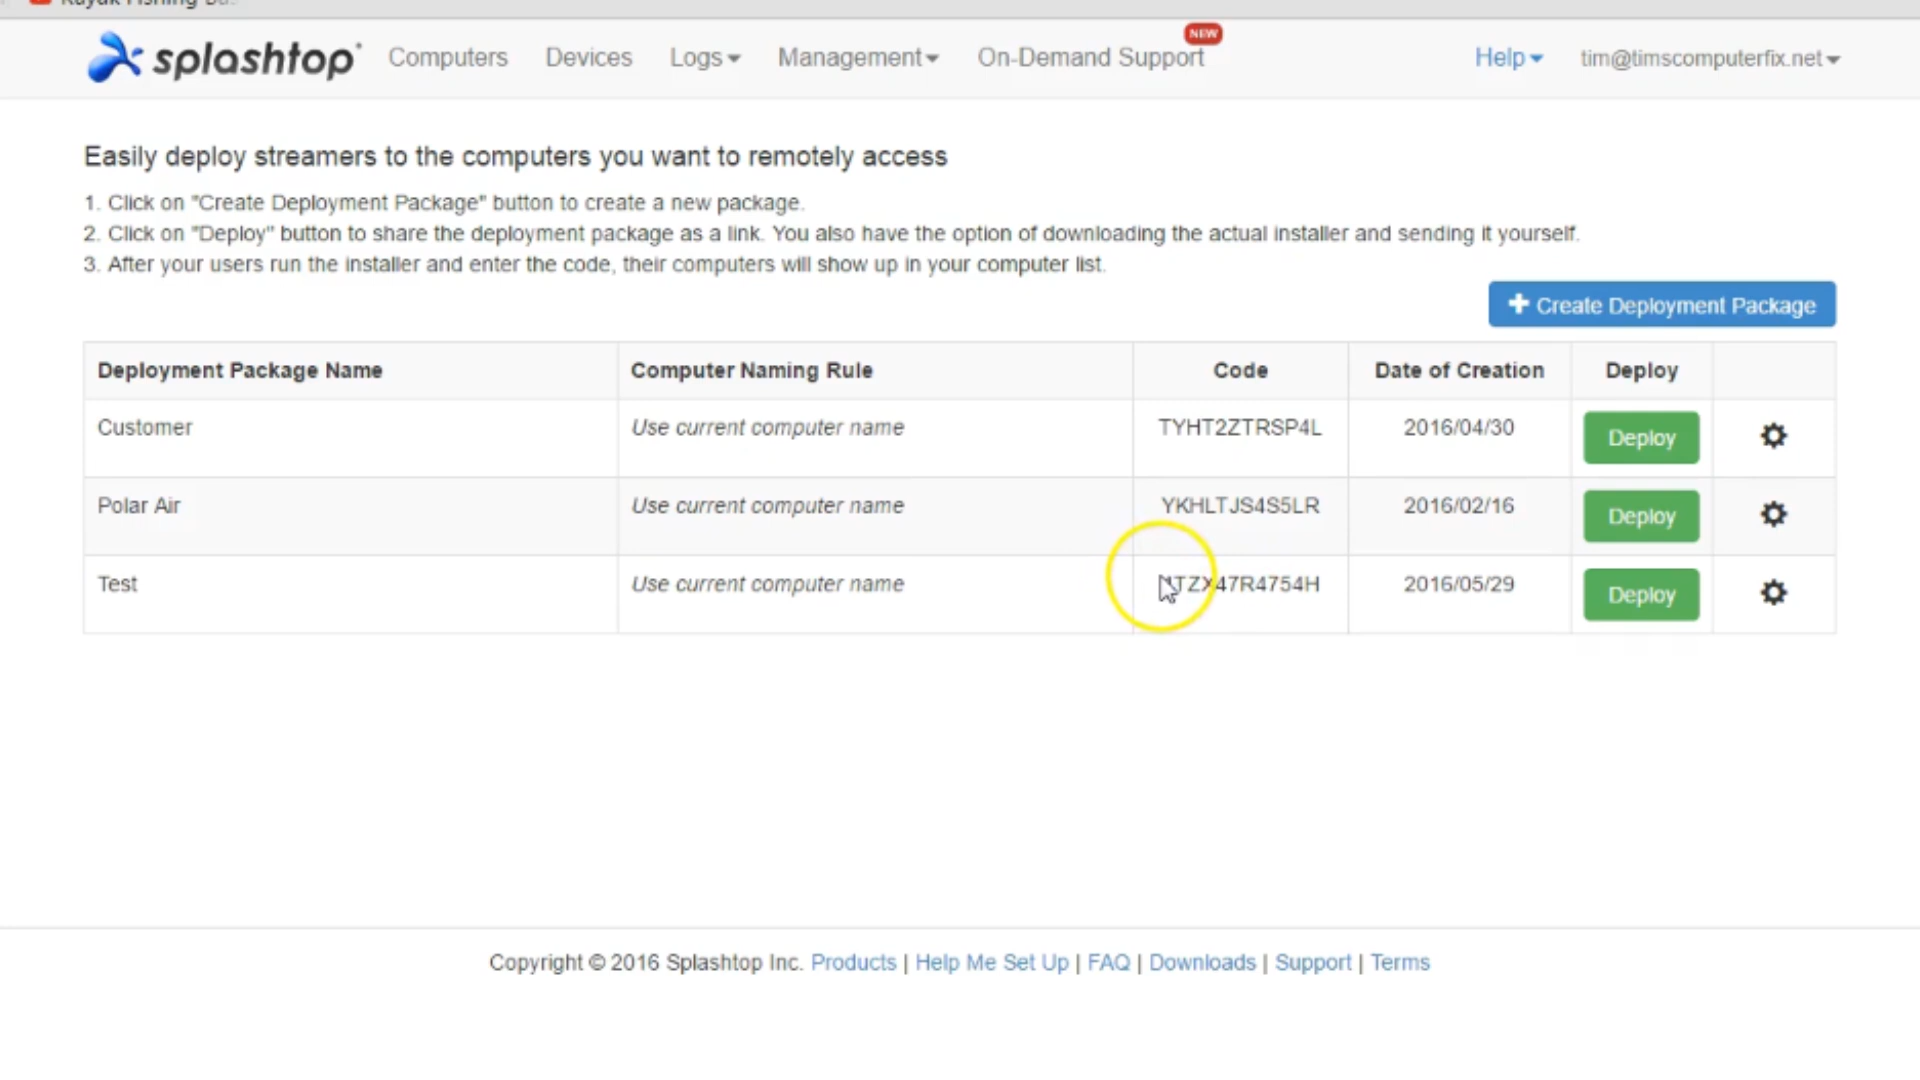 splashtop
Computers Devices Logs Management On-Demand Support NEW Help tim@timscomputerfix.net
Easily deploy streamers to the computers you want to remotely access
1. Click on "Create Deployment Package" button to create a new package.
2. Click on "Deploy" button to share the deployment package as a link. You also have the option of downloading the actual installer and sending it yourself.
3. After your users run the installer and enter the code, their computers will show up in your computer list.
Create Deployment Package
Deployment Package Name Computer Naming Rule Code Date of Creation Deploy
Customer Use current computer name TYHT2ZTRSP4L 2016/04/30 Deploy
Polar Air Use current computer name YKHLTJS4S5LR 2016/02/16 Deploy
Test Use current computer name 2016/05/29 Deploy
Copyright © 2016 Splashtop Inc. Products | Help Me Set Up | FAQ | Downloads | Support | Terms